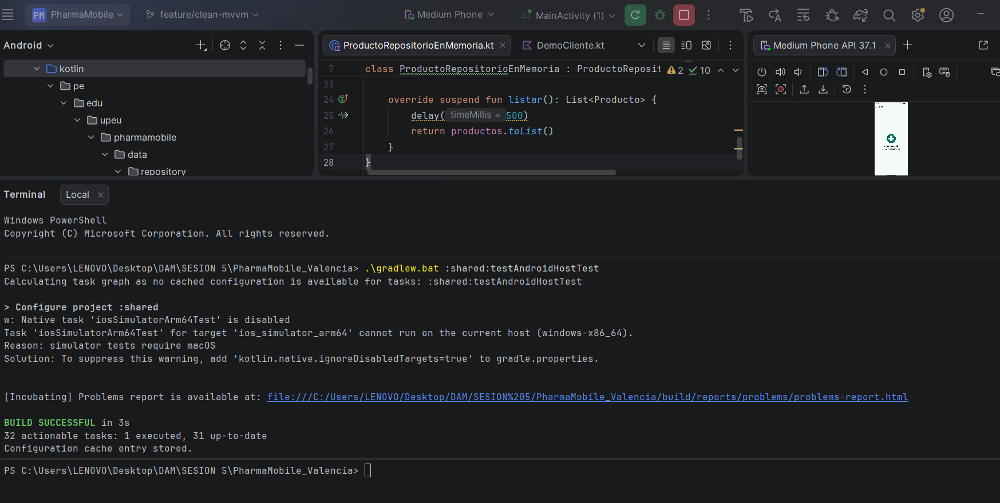 PM PharmaMobile feature/clean-mvvm Medium Phone MainActivity (1)
Android
kotlin
pe
edu
upeu
pharmamobile
data
repository
ProductoRepositorioEnMemoria.kt DemoCliente.kt
7 class ProductoRepositorioEnMemoria : ProductoReposit 2 10
23
24 override suspend fun listar(): List<Producto> {
25 delay( timeMillis = 500)
26 return productos.toList()
27 }
28 }
Medium Phone API 37.1
Terminal Local
Windows PowerShell
Copyright (C) Microsoft Corporation. All rights reserved.
PS C:\Users\LENOVO\Desktop\DAM\SESION 5\PharmaMobile_Valencia> .\gradlew.bat :shared:testAndroidHostTest
Calculating task graph as no cached configuration is available for tasks: :shared:testAndroidHostTest
> Configure project :shared
w: Native task 'iosSimulatorArm64Test' is disabled
Task 'iosSimulatorArm64Test' for target 'ios_simulator_arm64' cannot run on the current host (windows-x86_64).
Reason: simulator tests require macOS
Solution: To suppress this warning, add 'kotlin.native.ignoreDisabledTargets=true' to gradle.properties.
[Incubating] Problems report is available at: file:///C:/Users/LENOVO/Desktop/DAM/SESION%205/PharmaMobile_Valencia/build/reports/problems/problems-report.html
BUILD SUCCESSFUL in 3s
32 actionable tasks: 1 executed, 31 up-to-date
Configuration cache entry stored.
PS C:\Users\LENOVO\Desktop\DAM\SESION 5\PharmaMobile_Valencia>